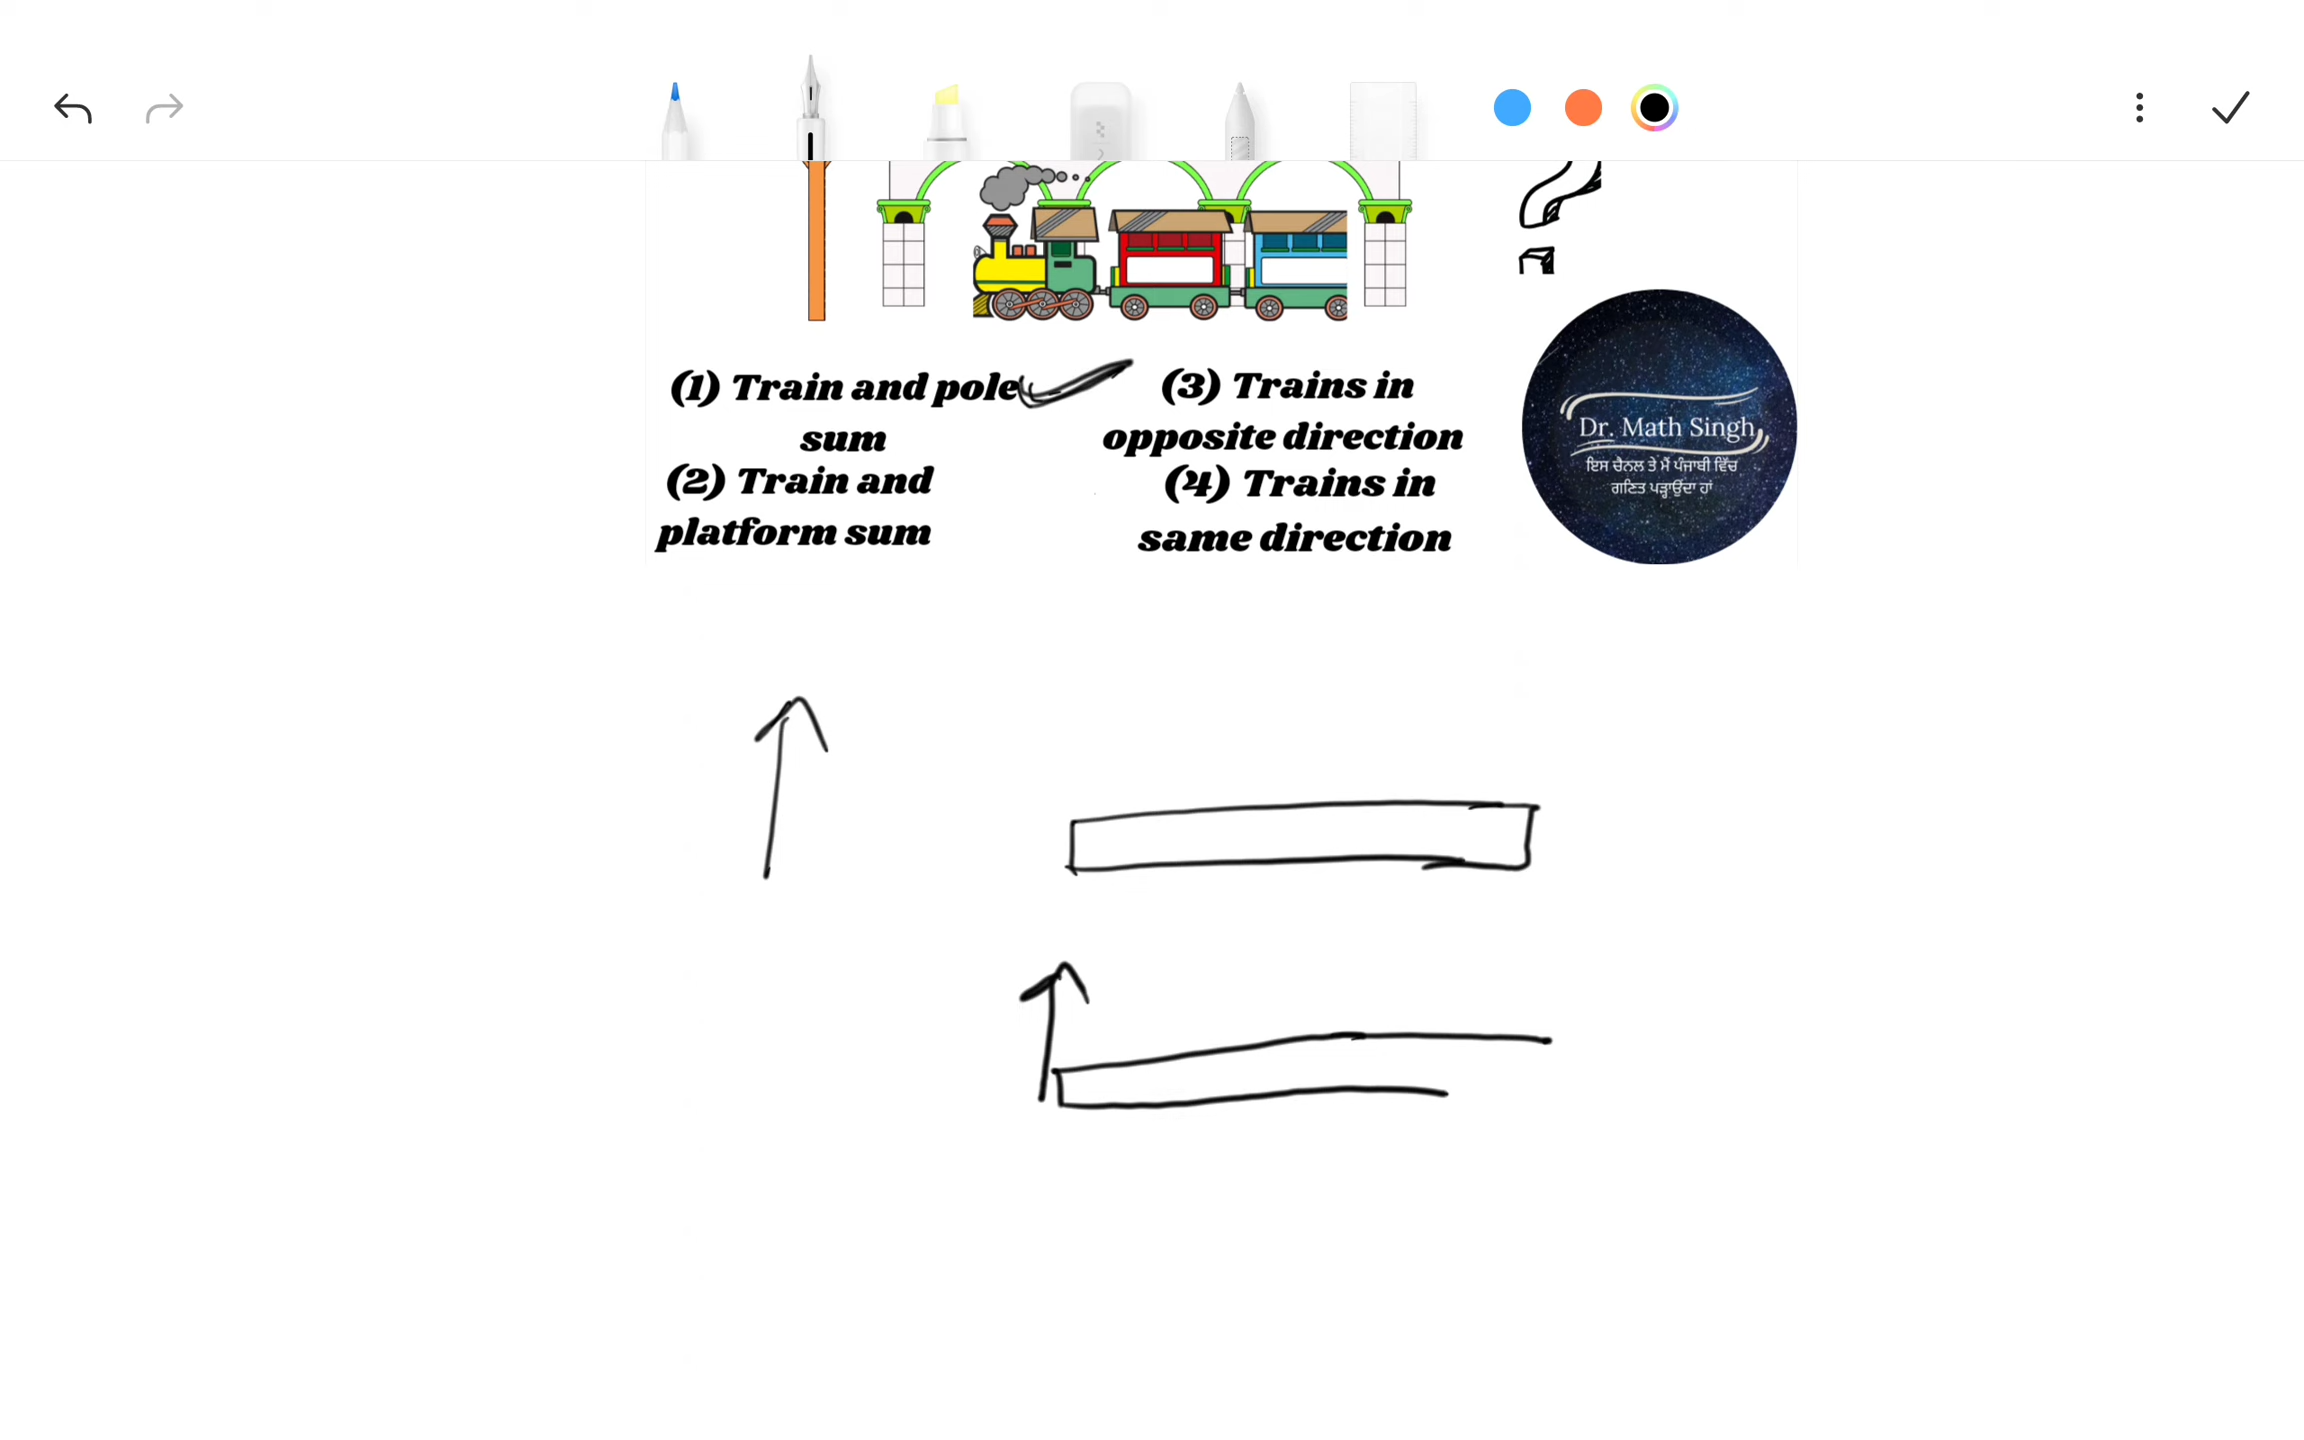 (1) Train and pole
sum
(2) Train and
platform sum
(3) Trains in
opposite direction
(4) Trains in
same direction
Dr. Math Singh
ਇਸ ਚੈਨਲ ਤੇ ਮੈਂ ਪੰਜਾਬੀ ਵਿੱਚ
ਗਣਿਤ ਪੜ੍ਹਾਉਂਦਾ ਹਾਂ